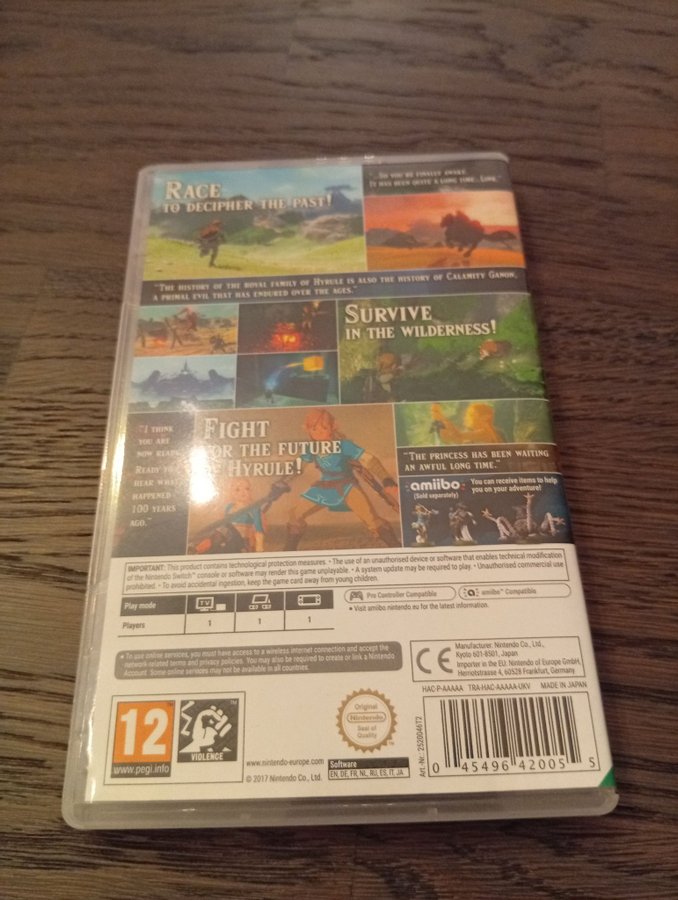 RACE
TO DECIPHER THE PAST!
"...SO YOU'RE FINALLY AWAKE.
IT HAS BEEN QUITE A LONG TIME... LINK."
"THE HISTORY OF THE ROYAL FAMILY OF HYRULE IS ALSO THE HISTORY OF CALAMITY GANON,
A PRIMAL EVIL THAT HAS ENDURED OVER THE AGES."
SURVIVE
IN THE WILDERNESS!
"I THINK
YOU ARE
NOW READY.
READY TO
HEAR WHAT
HAPPENED
100 YEARS
AGO."
FIGHT
FOR THE FUTURE
OF HYRULE!
"THE PRINCESS HAS BEEN WAITING
AN AWFUL LONG TIME."
amiibo™
(Sold separately)
You can receive items to help
you on your adventure!
IMPORTANT: This product contains technological protection measures. • The use of an unauthorised device or software that enables technical modification
of the Nintendo Switch™ console or software may render this game unplayable. • A system update may be required to play. • Unauthorised commercial use
prohibited. • To avoid accidental ingestion, keep the game card away from young children.
Play mode
TV
Players
1
1
1
Pro Controller Compatible
amiibo™ Compatible
• Visit amiibo.nintendo.eu for the latest information.
• To use online services, you must have access to a wireless internet connection and accept the
network-related terms and privacy policies. You may also be required to create or link a Nintendo
Account. Some online services may not be available in all countries.
CE
Manufacturer: Nintendo Co., Ltd.,
Kyoto 601-8501, Japan
Importer in the EU: Nintendo of Europe GmbH,
Herriotstrasse 4, 60528 Frankfurt, Germany
HAC-P-AAAAA TRA-HAC-AAAAA-UKV MADE IN JAPAN
12
www.pegi.info
VIOLENCE
Original
Nintendo
Seal of
Quality
www.nintendo-europe.com
© 2017 Nintendo Co., Ltd.
Software
EN, DE, FR, NL, RU, ES, IT, JA
Art.-Nr.: 2520046T2
0 45496 42005 5